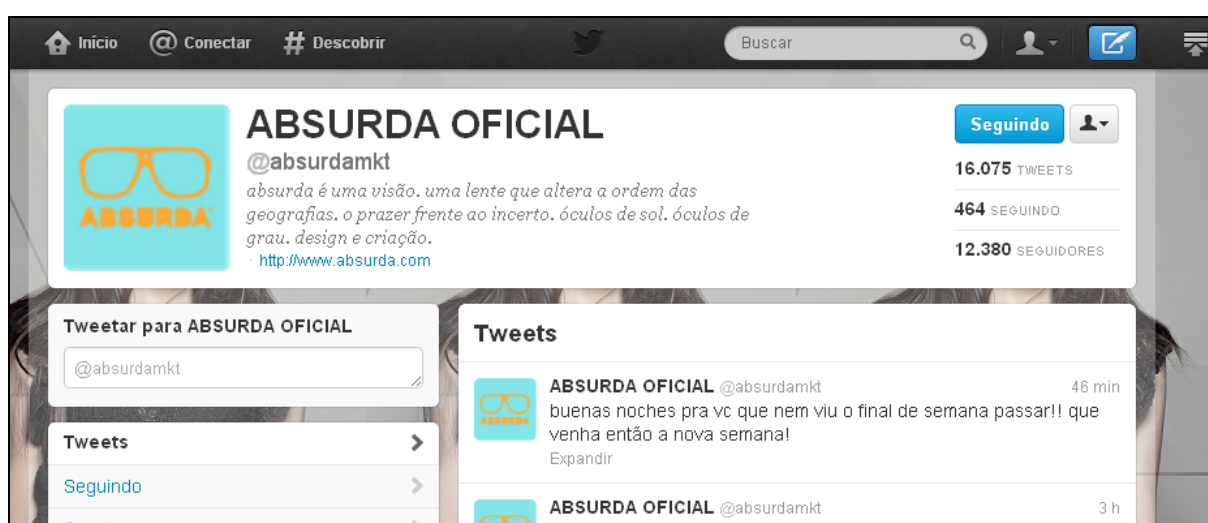 Início @ Conectar # Descobrir Buscar
ABSURDA
ABSURDA OFICIAL
@absurdamkt
absurda é uma visão. uma lente que altera a ordem das
geografias. o prazer frente ao incerto. óculos de sol. óculos de
grau. design e criação.
· http://www.absurda.com
Seguindo
16.075 TWEETS
464 SEGUINDO
12.380 SEGUIDORES
Tweetar para ABSURDA OFICIAL
@absurdamkt
Tweets
Seguindo
Tweets
ABSURDA OFICIAL @absurdamkt 46 min
ABSURDA
buenas noches pra vc que nem viu o final de semana passar!! que
venha então a nova semana!
Expandir
ABSURDA OFICIAL @absurdamkt 3 h